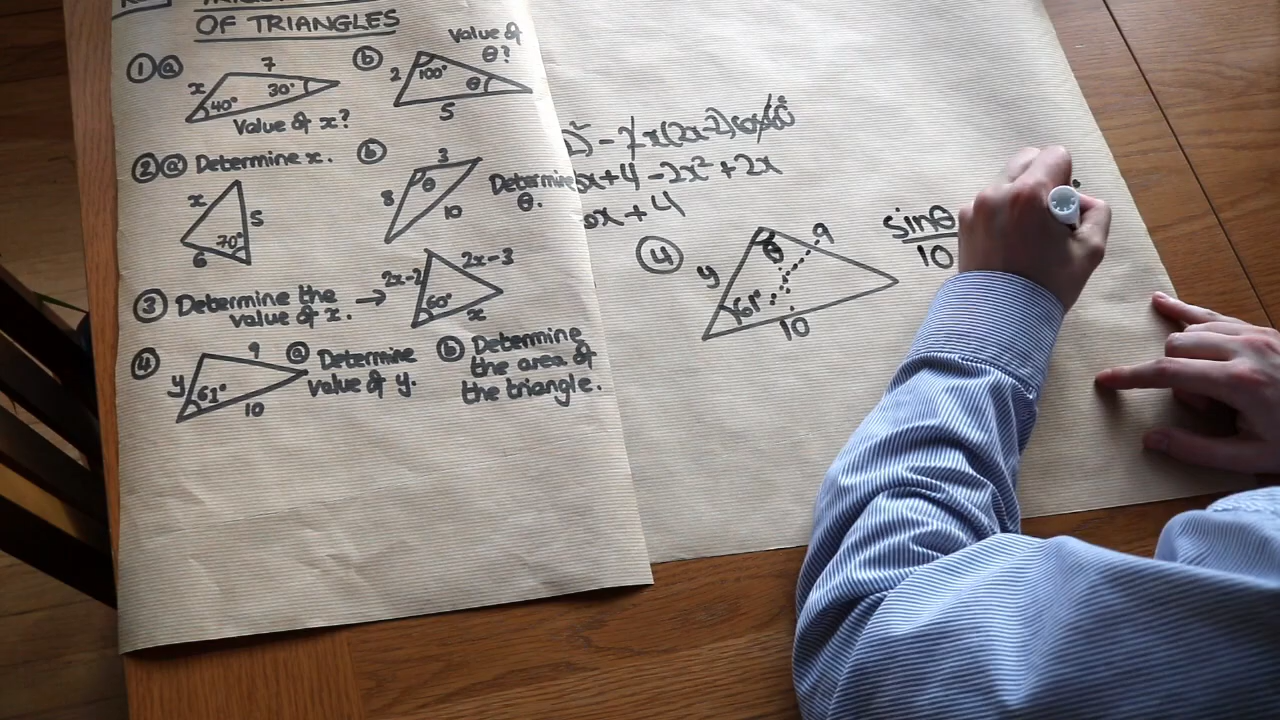 OF TRIANGLES
1 a
7
x
40°
30°
Value of x?
b
Value of θ?
2
100°
θ
5
2 a Determine x.
x
5
70°
6
b
3
8
θ
10
Determine θ.
3 Determine the value of x. →
2x-2
2x-3
60°
x
4
9
y
61°
10
a Determine value of y.
b Determine the area of the triangle.
x+4 -2x² + 2x
x+4
4
y
θ
9
61°
10
sinθ
10